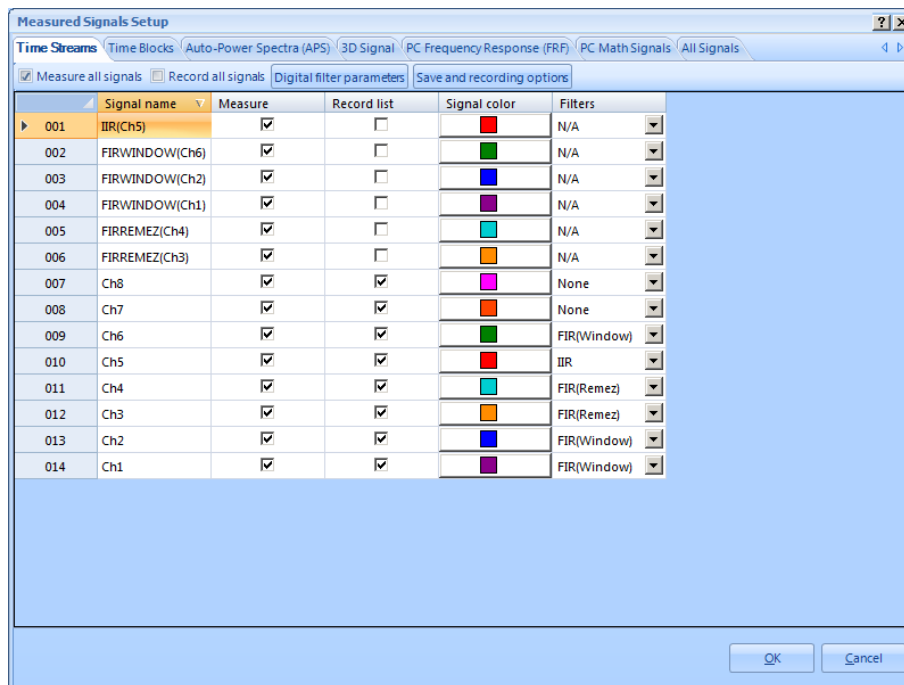 Measured Signals Setup
Time Streams Time Blocks Auto-Power Spectra (APS) 3D Signal PC Frequency Response (FRF) PC Math Signals All Signals
Measure all signals Record all signals Digital filter parameters Save and recording options
Signal name Measure Record list Signal color Filters
001 IIR(Ch5) N/A
002 FIRWINDOW(Ch6) N/A
003 FIRWINDOW(Ch2) N/A
004 FIRWINDOW(Ch1) N/A
005 FIRREMEZ(Ch4) N/A
006 FIRREMEZ(Ch3) N/A
007 Ch8 None
008 Ch7 None
009 Ch6 FIR(Window)
010 Ch5 IIR
011 Ch4 FIR(Remez)
012 Ch3 FIR(Remez)
013 Ch2 FIR(Window)
014 Ch1 FIR(Window)
OK Cancel